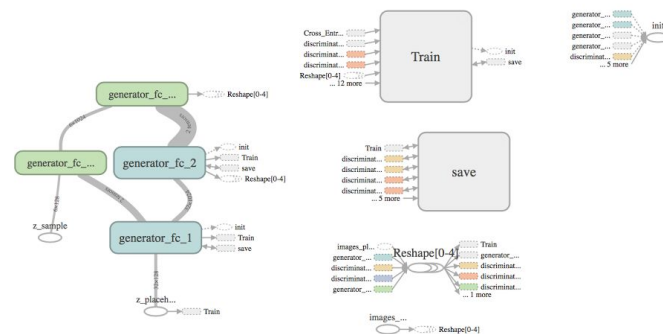 generator_fc_...
Reshape[0-4]
generator_fc_...
generator_fc_2
init
Train
save
Reshape[0-4]
z_sample
generator_fc_1
init
Train
save
z_placeh...
Train
Cross_Entr...
discriminat...
discriminat...
discriminat...
Reshape[0-4]
... 12 more
Train
init
save
Train
discriminat...
discriminat...
discriminat...
discriminat...
... 5 more
save
images_pl...
generator_...
discriminat...
discriminat...
generator_...
Reshape[0-4]
Train
generator_...
discriminat...
discriminat...
discriminat...
... 1 more
images_...
Reshape[0-4]
generator_...
generator_...
generator_...
generator_...
discriminat...
... 5 more
init